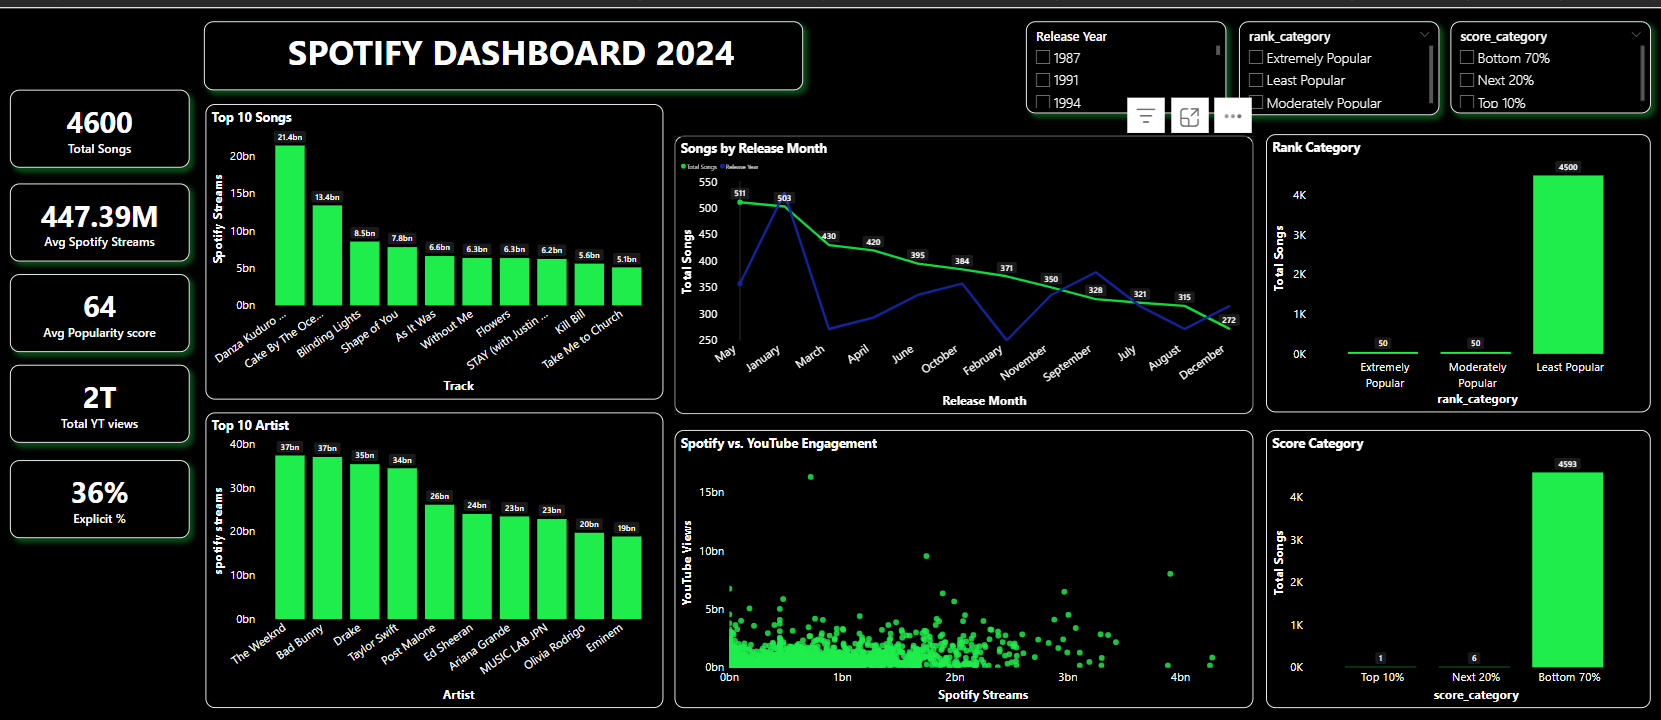 SPOTIFY DASHBOARD 2024
Release Year
1987
1991
1994
rank_category
Extremely Popular
Least Popular
Moderately Popular
score_category
Bottom 70%
Next 20%
Top 10%
4600
Total Songs
447.39M
Avg Spotify Streams
64
Avg Popularity score
2T
Total YT views
36%
Explicit %
Top 10 Songs
Spotify Streams
20bn
15bn
10bn
5bn
0bn
21.4bn
13.4bn
8.5bn
7.8bn
6.6bn
6.3bn
6.3bn
6.2bn
5.6bn
5.1bn
Danza Kuduro ...
Cake By The Oce...
Blinding Lights
Shape of You
As It Was
Without Me
Flowers
STAY (with Justin ...
Kill Bill
Take Me to Church
Track
Top 10 Artist
spotify streams
40bn
30bn
20bn
10bn
0bn
37bn
37bn
35bn
34bn
26bn
24bn
23bn
23bn
20bn
19bn
The Weeknd
Bad Bunny
Drake
Taylor Swift
Post Malone
Ed Sheeran
Ariana Grande
MUSIC LAB JPN
Olivia Rodrigo
Eminem
Artist
Songs by Release Month
Total Songs Release Year
Total Songs
550
500
450
400
350
300
250
511
503
430
420
395
384
371
350
328
321
315
272
May
January
March
April
June
October
February
November
September
July
August
December
Release Month
Spotify vs. YouTube Engagement
YouTube Views
15bn
10bn
5bn
0bn
0bn
1bn
2bn
3bn
4bn
Spotify Streams
Rank Category
Total Songs
4K
3K
2K
1K
0K
50
50
4500
Extremely
Popular
Moderately
Popular
Least Popular
rank_category
Score Category
Total Songs
4K
3K
2K
1K
0K
1
6
4593
Top 10%
Next 20%
Bottom 70%
score_category